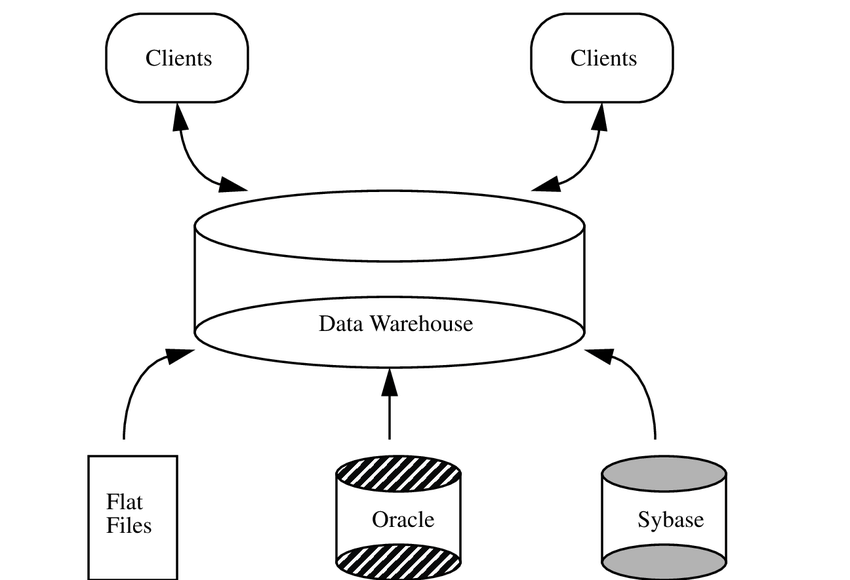 Clients
Clients
Data Warehouse
Flat
Files
Oracle
Sybase